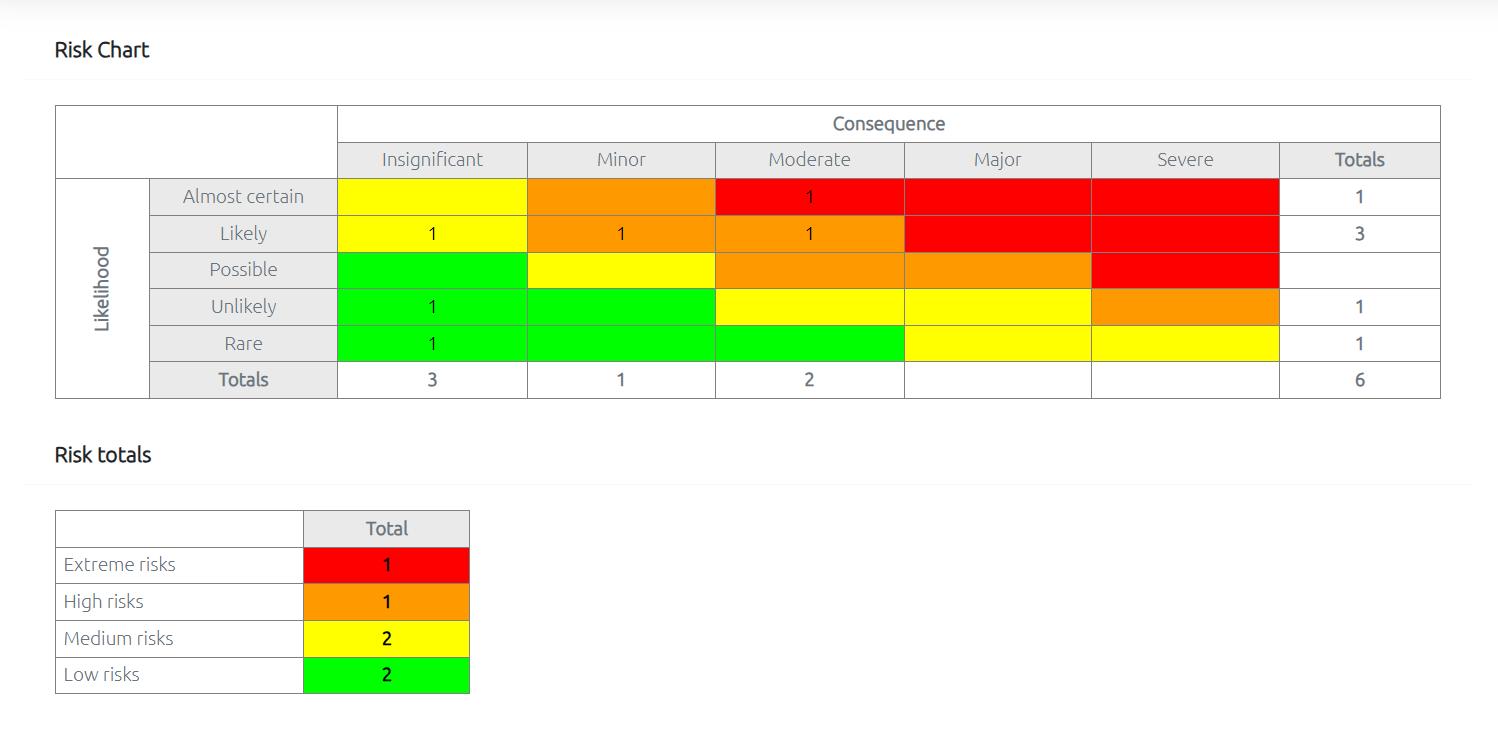 Risk Chart
Consequence
Insignificant Minor Moderate Major Severe Totals
Likelihood
Almost certain 1 1
Likely 1 1 1 3
Possible
Unlikely 1 1
Rare 1 1
Totals 3 1 2 6
Risk totals
Total
Extreme risks 1
High risks 1
Medium risks 2
Low risks 2